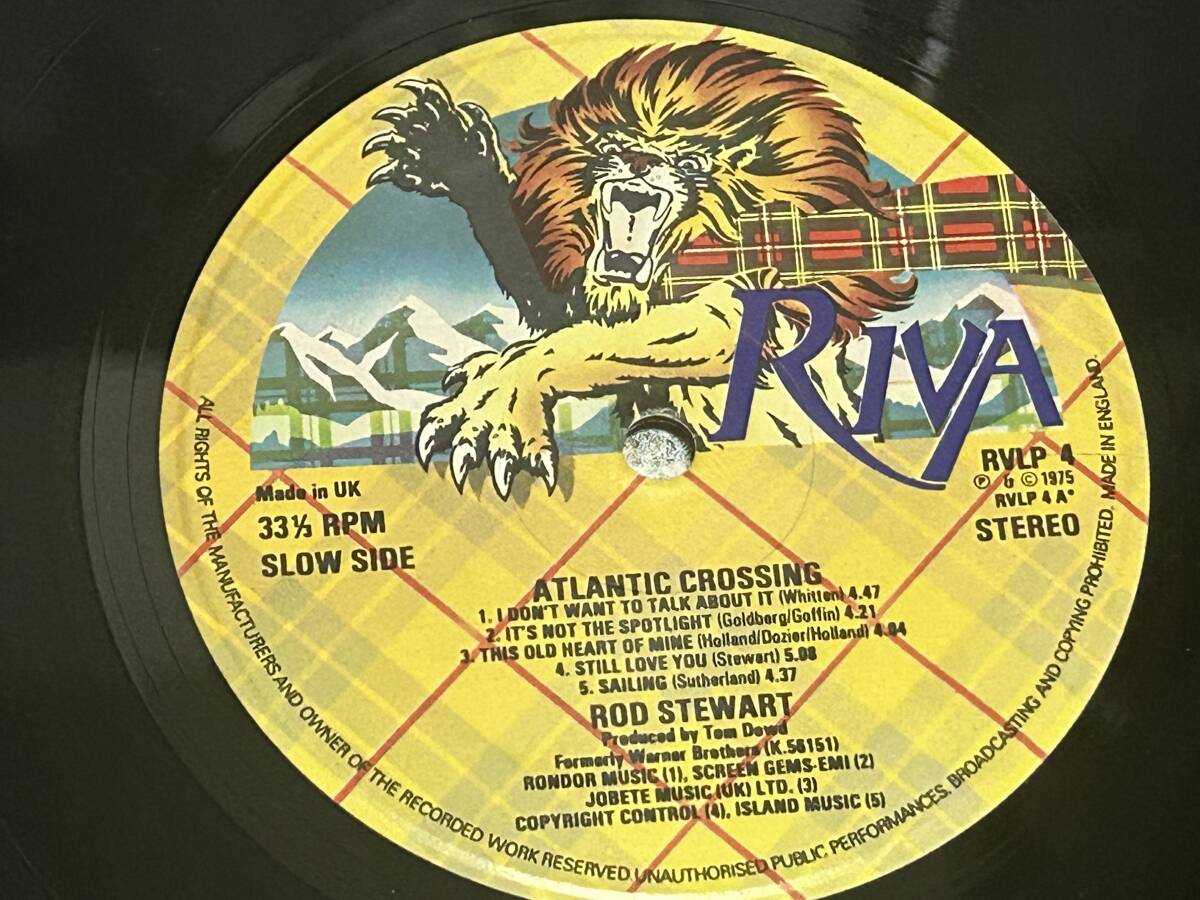 RIVA
RVLP 4
Ⓟ & © 1975
RVLP 4 A*
STEREO
Made in UK
33⅓ RPM
SLOW SIDE
ATLANTIC CROSSING
1. I DON'T WANT TO TALK ABOUT IT (Whitten) 4.47
2. IT'S NOT THE SPOTLIGHT (Goldberg/Goffin) 4.21
3. THIS OLD HEART OF MINE (Holland/Dozier/Holland) 4.04
4. STILL LOVE YOU (Stewart) 5.08
5. SAILING (Sutherland) 4.37
ROD STEWART
Produced by Tom Dowd
Formerly Warner Brothers (K.56151)
RONDOR MUSIC (1), SCREEN GEMS-EMI (2)
JOBETE MUSIC (UK) LTD. (3)
COPYRIGHT CONTROL (4), ISLAND MUSIC (5)
ALL RIGHTS OF THE MANUFACTURERS AND OWNER OF THE RECORDED WORK RESERVED. UNAUTHORISED PUBLIC PERFORMANCES, BROADCASTING AND COPYING PROHIBITED. MADE IN ENGLAND.